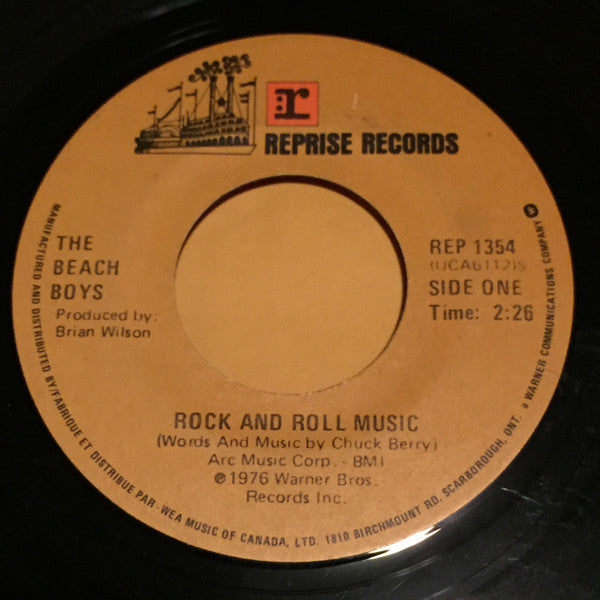 r
REPRISE RECORDS
THE
BEACH
BOYS
Produced by:
Brian Wilson
REP 1354
(UCA6112)S
SIDE ONE
Time: 2:26
ROCK AND ROLL MUSIC
(Words And Music by Chuck Berry)
Arc Music Corp. - BMI
℗ 1976 Warner Bros.
Records Inc.
MANUFACTURED AND DISTRIBUTED BY/FABRIQUE ET DISTRIBUE PAR - WEA MUSIC OF CANADA, LTD. 1810 BIRCHMOUNT RD. SCARBOROUGH, ONT. a WARNER COMMUNICATIONS COMPANY